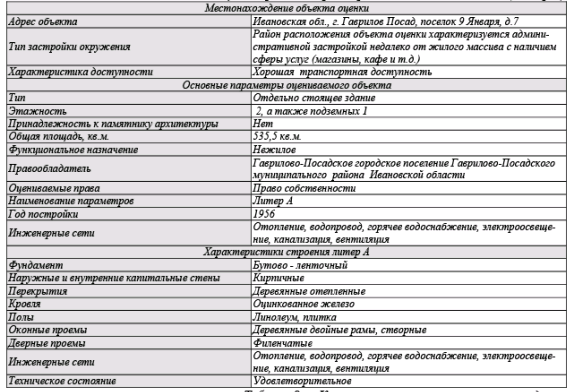 Местонахождение объекта оценки
Адрес объекта Ивановская обл., г. Гаврилов Посад, поселок 9 Января, д.7
Тип застройки окружения Район расположения объекта оценки характеризуется админи-
стративной застройкой недалеко от жилого массива с наличием
сферы услуг (магазины, кафе и т.д.)
Характеристика доступности Хорошая транспортная доступность
Основные параметры оцениваемого объекта
Тип Отдельно стоящее здание
Этажность 2, а также подземных 1
Принадлежность к памятнику архитектуры Нет
Общая площадь, кв.м. 535,5 кв.м.
Функциональное назначение Нежилое
Правообладатель Гаврилово-Посадское городское поселение Гаврилово-Посадского
муниципального района Ивановской области
Оцениваемые права Право собственности
Наименование параметров Литер А
Год постройки 1956
Инженерные сети Отопление, водопровод, горячее водоснабжение, электроосвеще-
ние, канализация, вентиляция
Характеристики строения литер А
Фундамент Бутово - ленточный
Наружные и внутренние капитальные стены Кирпичные
Перекрытия Деревянные отепленные
Кровля Оцинкованное железо
Полы Линолеум, плитка
Оконные проемы Деревянные двойные рамы, створные
Дверные проемы Филенчатые
Инженерные сети Отопление, водопровод, горячее водоснабжение, электроосвеще-
ние, канализация, вентиляция
Техническое состояние Удовлетворительное